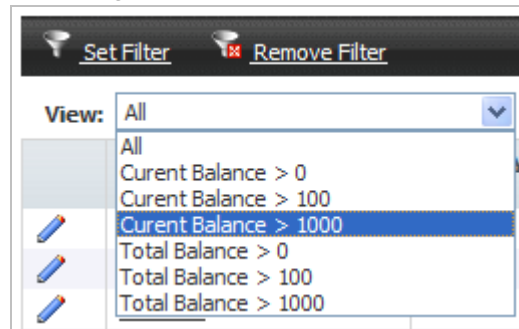 Set Filter Remove Filter
View: All
All
Curent Balance > 0
Curent Balance > 100
Curent Balance > 1000
Total Balance > 0
Total Balance > 100
Total Balance > 1000